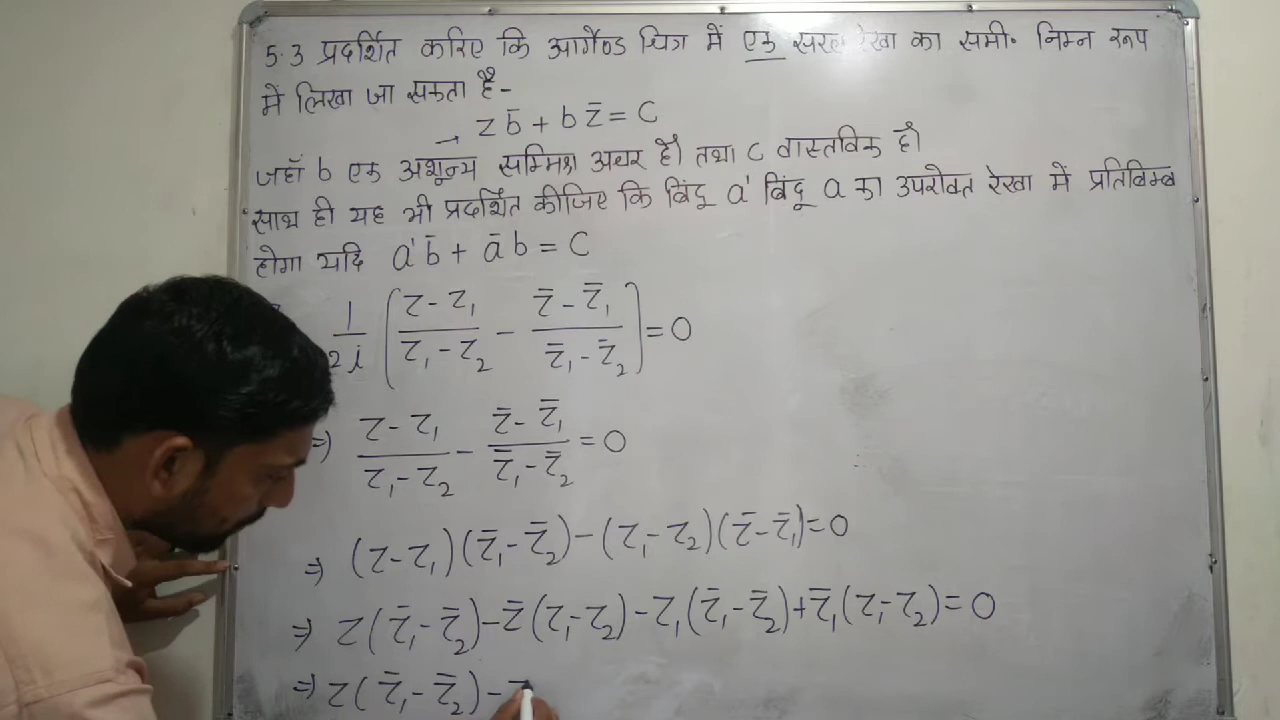 5.3 प्रदर्शित करिए कि आर्गेण्ड चित्र में एक सरल रेखा का समी॰ निम्न रूप
में लिखा जा सकता है-
→ z b̄ + b z̄ = C
जहाँ b एक अशून्य सम्मिश्र अचर है। तथा C वास्तविक है।
साथ ही यह भी प्रदर्शित कीजिए कि बिंदु a' बिंदु a का उपरोक्त रेखा में प्रतिबिम्ब
होगा यदि a' b̄ + ā b = C
1/2i ( (z - z₁)/(z₁ - z₂) - (z̄ - z̄₁)/(z̄₁ - z̄₂) ) = 0
⇒ (z - z₁)/(z₁ - z₂) - (z̄ - z̄₁)/(z̄₁ - z̄₂) = 0
⇒ (z - z₁)(z̄₁ - z̄₂) - (z₁ - z₂)(z̄ - z̄₁) = 0
⇒ z(z̄₁ - z̄₂) - z̄(z₁ - z₂) - z₁(z̄₁ - z̄₂) + z̄₁(z₁ - z₂) = 0
⇒ z(z̄₁ - z̄₂) -